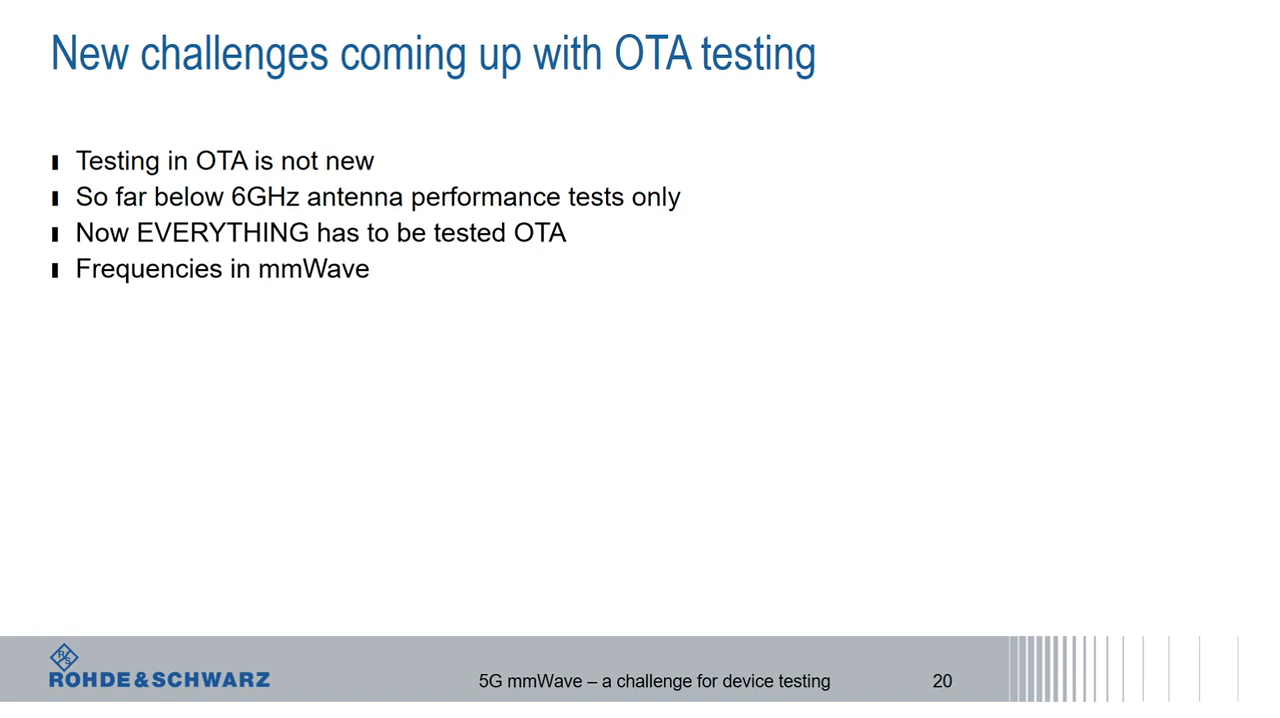 New challenges coming up with OTA testing
Testing in OTA is not new
So far below 6GHz antenna performance tests only
Now EVERYTHING has to be tested OTA
Frequencies in mmWave
R S
ROHDE&SCHWARZ
5G mmWave – a challenge for device testing
20